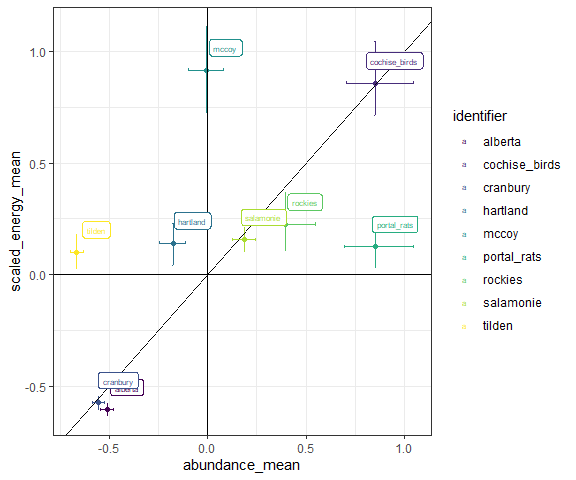 1.0
0.5
0.0
-0.5
scaled_energy_mean
mccoy
cochise_birds
rockies
salamonie
hartland
portal_rats
tilden
cranbury
alberta
-0.5
0.0
0.5
1.0
abundance_mean
identifier
a alberta
a cochise_birds
a cranbury
a hartland
a mccoy
a portal_rats
a rockies
a salamonie
a tilden